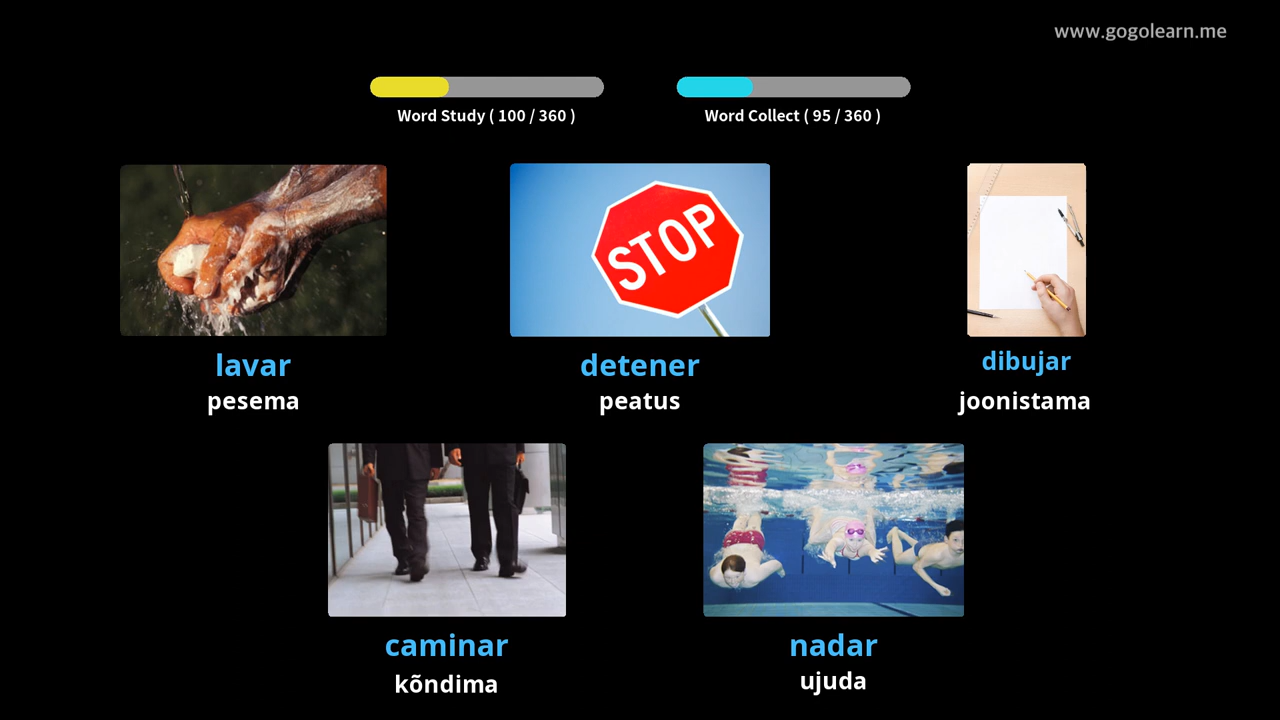 www.gogolearn.me
Word Study ( 100 / 360 )
Word Collect ( 95 / 360 )
STOP
lavar
pesema
detener
peatus
dibujar
joonistama
caminar
kõndima
nadar
ujuda